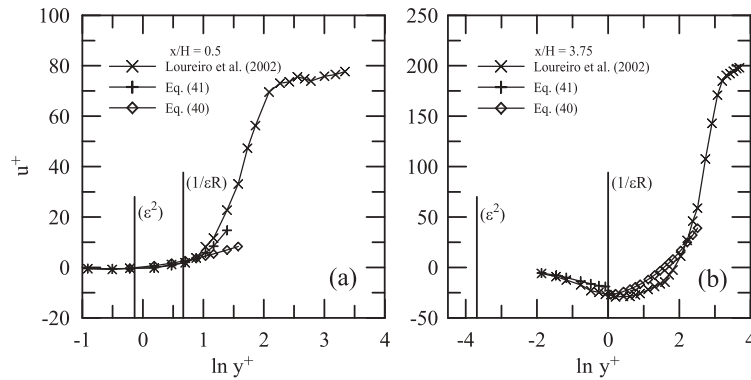 100
80
60
40
20
0
-20
u⁺
x/H = 0.5
Loureiro et al. (2002)
Eq. (41)
Eq. (40)
(ε²)
(1/εR)
(a)
-1 0 1 2 3 4
ln y⁺
250
200
150
100
50
0
-50
x/H = 3.75
Loureiro et al. (2002)
Eq. (41)
Eq. (40)
(1/εR)
(ε²)
(b)
-4 -2 0 2 4
ln y⁺